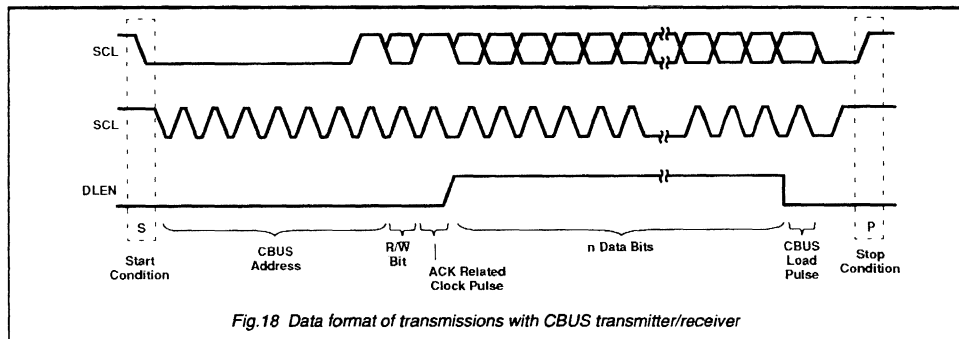 SCL
SCL
DLEN
S
P
Start
Condition
CBUS
Address
R/W̅
Bit
ACK Related
Clock Pulse
n Data Bits
CBUS
Load
Pulse
Stop
Condition
Fig.18 Data format of transmissions with CBUS transmitter/receiver